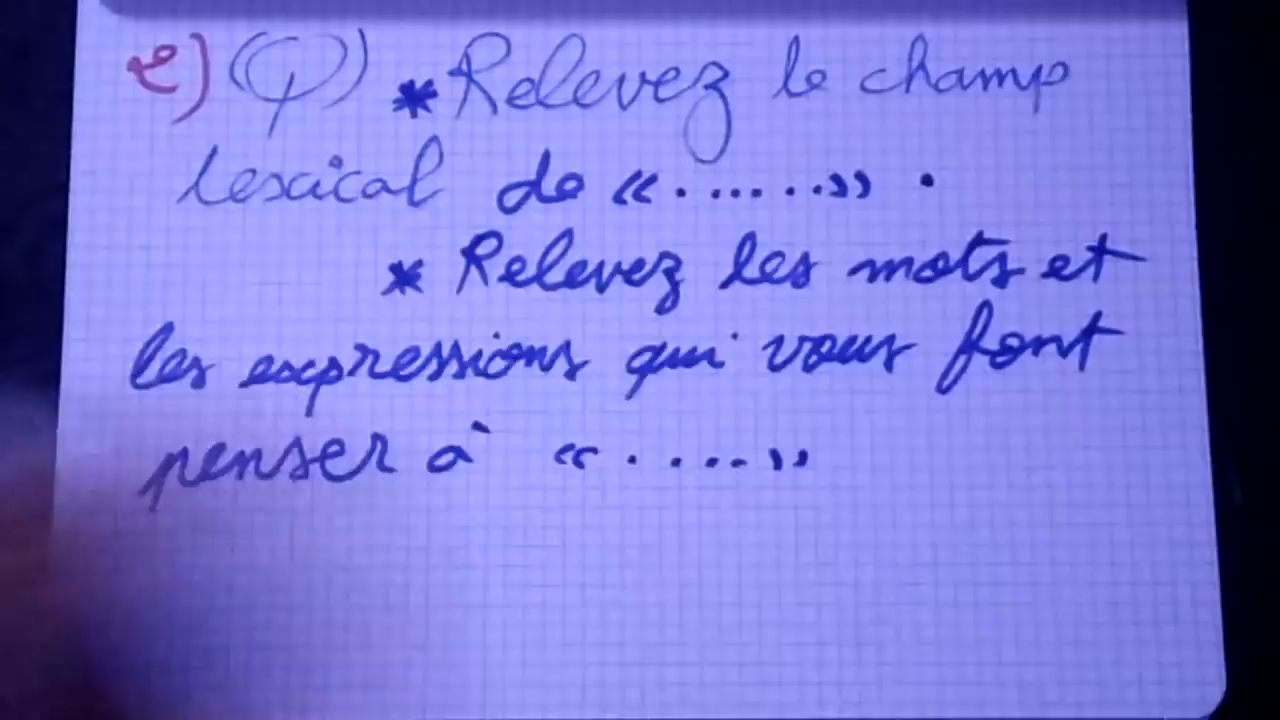 e) (Q) * Relevez le champ
lexical de « ....... » .
* Relevez les mots et
les expressions qui vous font
penser à « ..... »